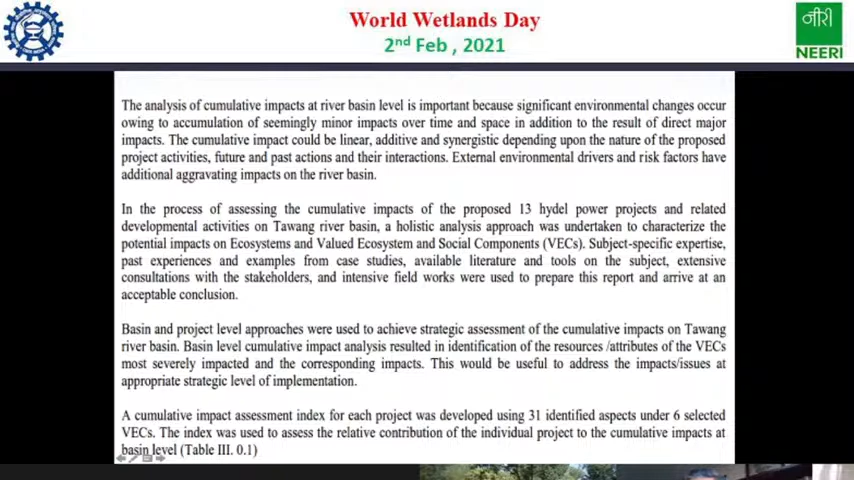 World Wetlands Day
2nd Feb , 2021
नीरी
NEERI
The analysis of cumulative impacts at river basin level is important because significant environmental changes occur
owing to accumulation of seemingly minor impacts over time and space in addition to the result of direct major
impacts. The cumulative impact could be linear, additive and synergistic depending upon the nature of the proposed
project activities, future and past actions and their interactions. External environmental drivers and risk factors have
additional aggravating impacts on the river basin.
In the process of assessing the cumulative impacts of the proposed 13 hydel power projects and related
developmental activities on Tawang river basin, a holistic analysis approach was undertaken to characterize the
potential impacts on Ecosystems and Valued Ecosystem and Social Components (VECs). Subject-specific expertise,
past experiences and examples from case studies, available literature and tools on the subject, extensive
consultations with the stakeholders, and intensive field works were used to prepare this report and arrive at an
acceptable conclusion.
Basin and project level approaches were used to achieve strategic assessment of the cumulative impacts on Tawang
river basin. Basin level cumulative impact analysis resulted in identification of the resources /attributes of the VECs
most severely impacted and the corresponding impacts. This would be useful to address the impacts/issues at
appropriate strategic level of implementation.
A cumulative impact assessment index for each project was developed using 31 identified aspects under 6 selected
VECs. The index was used to assess the relative contribution of the individual project to the cumulative impacts at
basin level (Table III. 0.1)